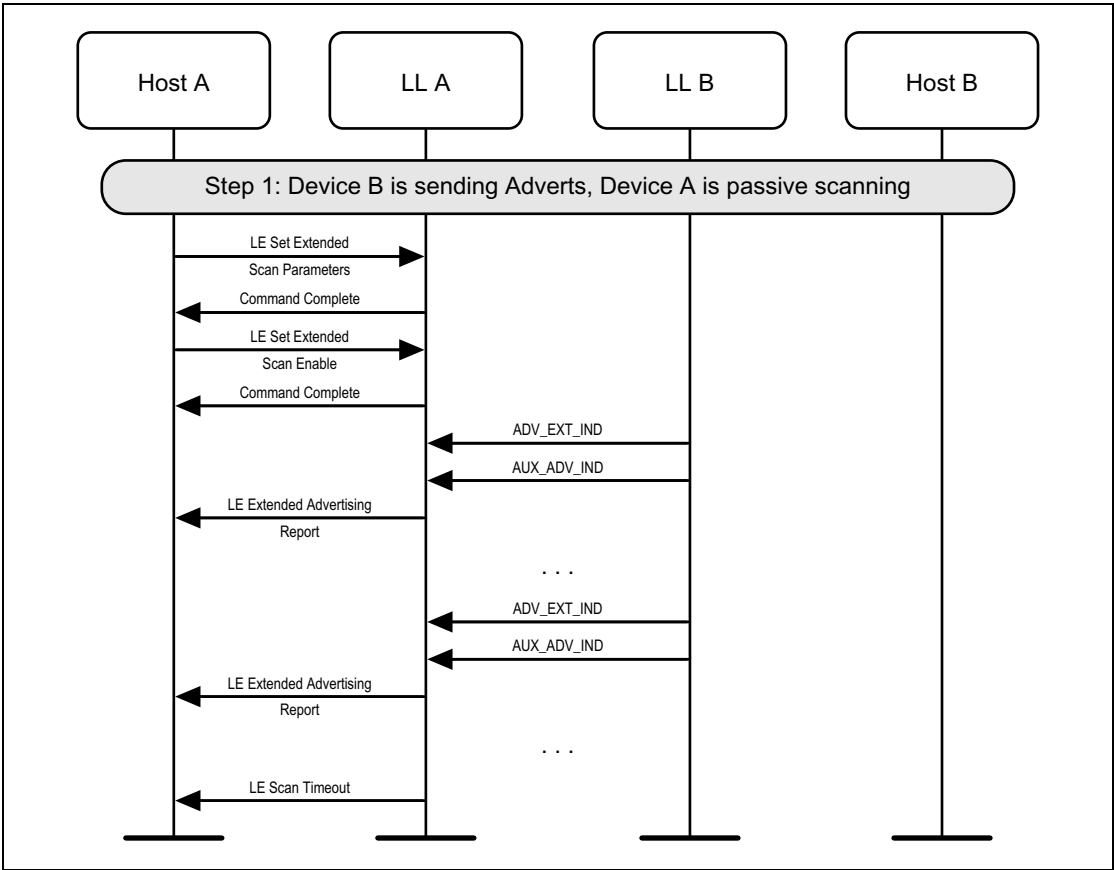 Host A
LL A
LL B
Host B
Step 1: Device B is sending Adverts, Device A is passive scanning
LE Set Extended
Scan Parameters
Command Complete
LE Set Extended
Scan Enable
Command Complete
ADV_EXT_IND
AUX_ADV_IND
LE Extended Advertising
Report
. . .
ADV_EXT_IND
AUX_ADV_IND
LE Extended Advertising
Report
. . .
LE Scan Timeout